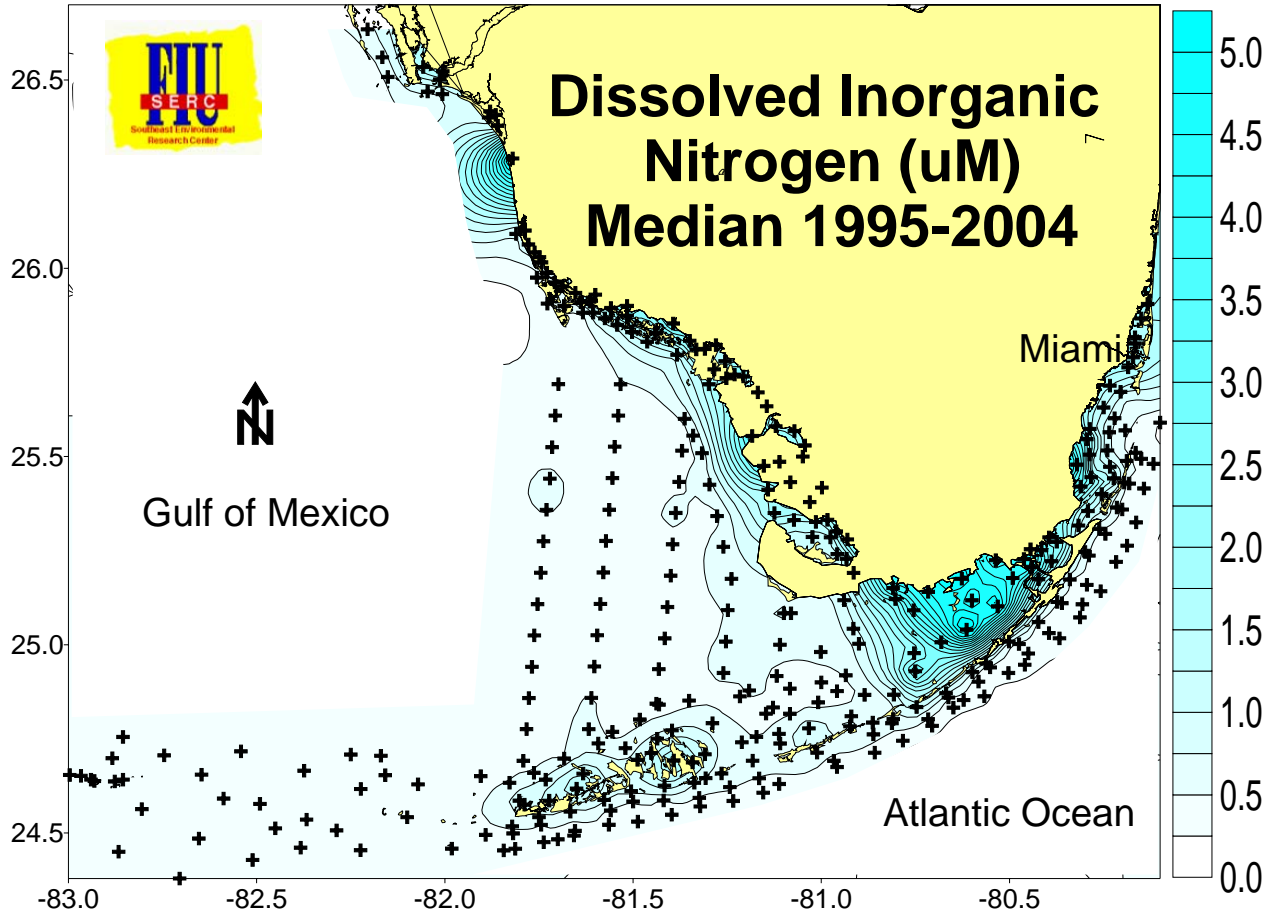 FIU
SERC
Southeast Environmental
Research Center
Dissolved Inorganic
Nitrogen (uM)
Median 1995-2004
Miami
N
Gulf of Mexico
Atlantic Ocean
26.5
26.0
25.5
25.0
24.5
-83.0
-82.5
-82.0
-81.5
-81.0
-80.5
5.0
4.5
4.0
3.5
3.0
2.5
2.0
1.5
1.0
0.5
0.0